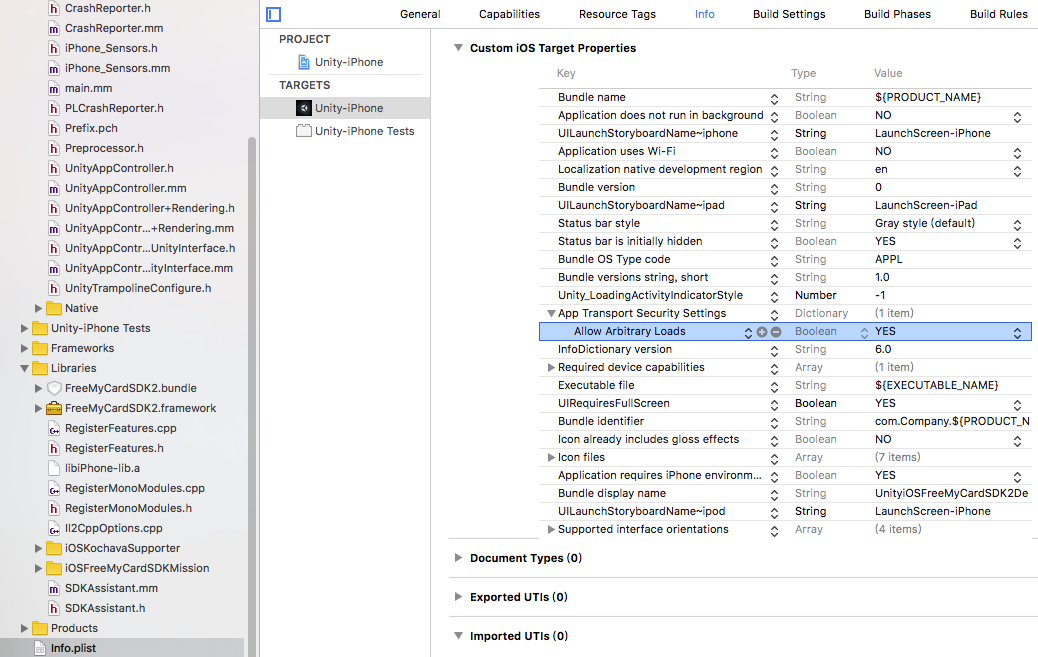 CrashReporter.h
CrashReporter.mm
iPhone_Sensors.h
iPhone_Sensors.mm
main.mm
PLCrashReporter.h
Prefix.pch
Preprocessor.h
UnityAppController.h
UnityAppController.mm
UnityAppController+Rendering.h
UnityAppContr...+Rendering.mm
UnityAppContr...UnityInterface.h
UnityAppContr...ityInterface.mm
UnityTrampolineConfigure.h
Native
Unity-iPhone Tests
Frameworks
Libraries
FreeMyCardSDK2.bundle
FreeMyCardSDK2.framework
RegisterFeatures.cpp
RegisterFeatures.h
libiPhone-lib.a
RegisterMonoModules.cpp
RegisterMonoModules.h
Il2CppOptions.cpp
iOSKochavaSupporter
iOSFreeMyCardSDKMission
SDKAssistant.mm
SDKAssistant.h
Products
Info.plist
General Capabilities Resource Tags Info Build Settings Build Phases Build Rules
PROJECT
Unity-iPhone
TARGETS
Unity-iPhone
Unity-iPhone Tests
Custom iOS Target Properties
Key Type Value
Bundle name String ${PRODUCT_NAME}
Application does not run in background Boolean NO
UILaunchStoryboardName~iphone String LaunchScreen-iPhone
Application uses Wi-Fi Boolean NO
Localization native development region String en
Bundle version String 0
UILaunchStoryboardName~ipad String LaunchScreen-iPad
Status bar style String Gray style (default)
Status bar is initially hidden Boolean YES
Bundle OS Type code String APPL
Bundle versions string, short String 1.0
Unity_LoadingActivityIndicatorStyle Number -1
App Transport Security Settings Dictionary (1 item)
Allow Arbitrary Loads Boolean YES
InfoDictionary version String 6.0
Required device capabilities Array (1 item)
Executable file String ${EXECUTABLE_NAME}
UIRequiresFullScreen Boolean YES
Bundle identifier String com.Company.${PRODUCT_N
Icon already includes gloss effects Boolean NO
Icon files Array (7 items)
Application requires iPhone environm... Boolean YES
Bundle display name String UnityiOSFreeMyCardSDK2De
UILaunchStoryboardName~ipod String LaunchScreen-iPhone
Supported interface orientations Array (4 items)
Document Types (0)
Exported UTIs (0)
Imported UTIs (0)